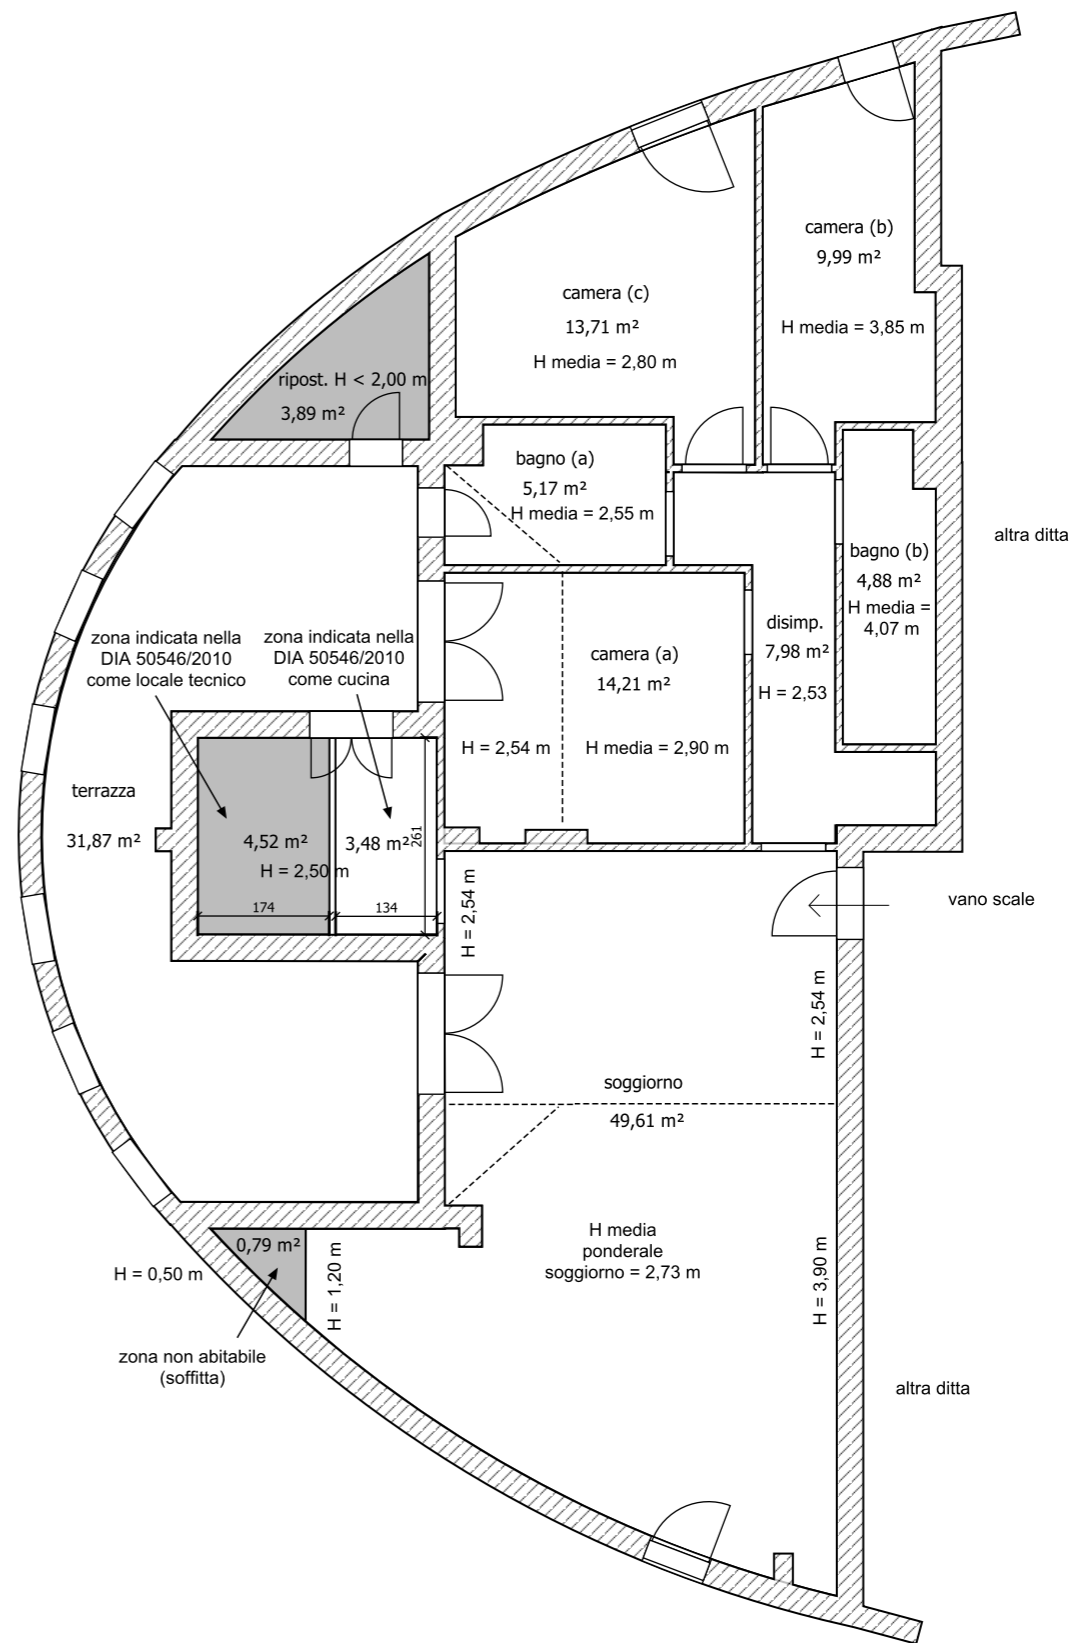 camera (b)
9,99 m²
H media = 3,85 m
camera (c)
13,71 m²
H media = 2,80 m
ripost. H < 2,00 m
3,89 m²
bagno (a)
5,17 m²
H media = 2,55 m
altra ditta
bagno (b)
4,88 m²
H media =
4,07 m
disimp.
7,98 m²
H = 2,53
zona indicata nella
DIA 50546/2010
come locale tecnico
zona indicata nella
DIA 50546/2010
come cucina
camera (a)
14,21 m²
H = 2,54 m
H media = 2,90 m
terrazza
31,87 m²
4,52 m²
3,48 m²
H = 2,50 m
261
174
134
H = 2,54 m
vano scale
H = 2,54 m
soggiorno
49,61 m²
H media
ponderale
soggiorno = 2,73 m
0,79 m²
H = 0,50 m
H = 1,20 m
H = 3,90 m
zona non abitabile
(soffitta)
altra ditta